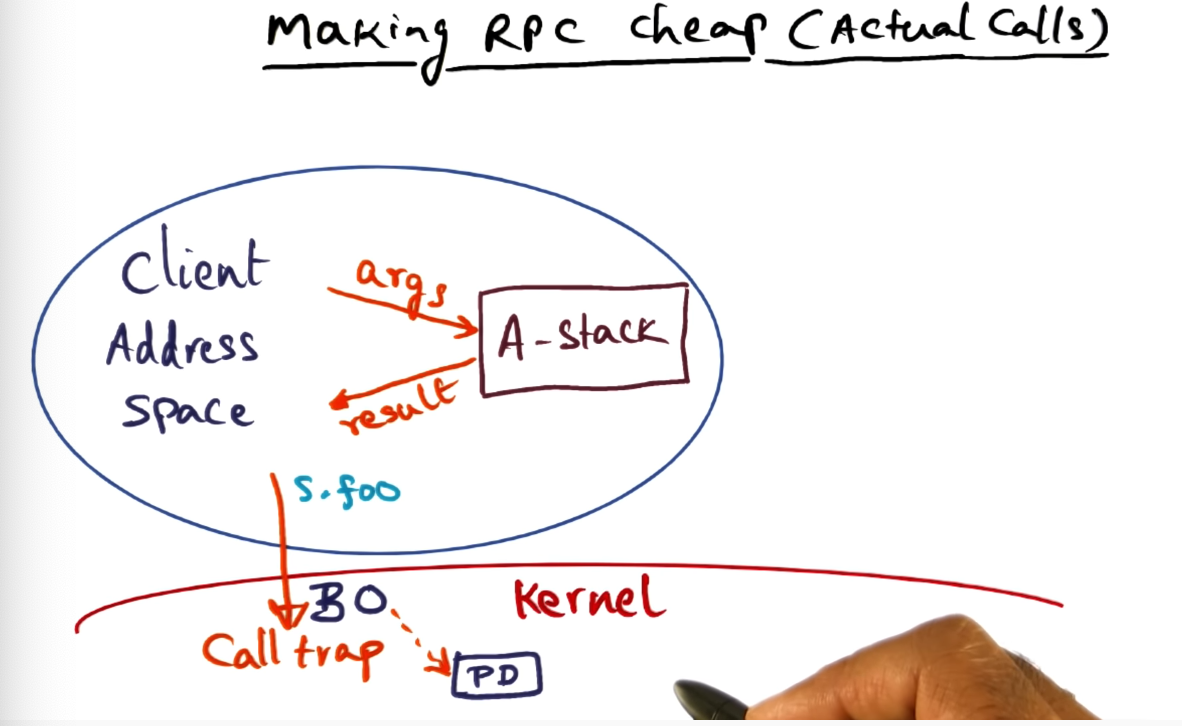 Making RPC cheap (Actual Calls)
Client
Address
Space
args
A-stack
result
S.foo
BO
Kernel
Call trap
PD